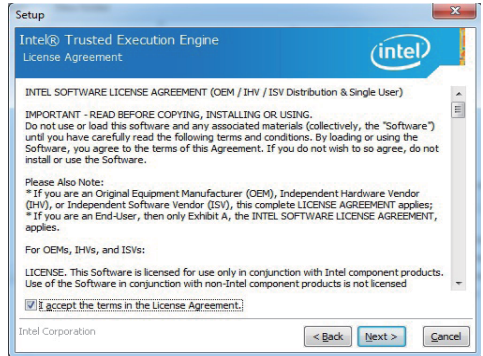 Setup
Intel® Trusted Execution Engine
License Agreement
intel
INTEL SOFTWARE LICENSE AGREEMENT (OEM / IHV / ISV Distribution & Single User)
IMPORTANT - READ BEFORE COPYING, INSTALLING OR USING.
Do not use or load this software and any associated materials (collectively, the "Software")
until you have carefully read the following terms and conditions. By loading or using the
Software, you agree to the terms of this Agreement. If you do not wish to so agree, do not
install or use the Software.
Please Also Note:
* If you are an Original Equipment Manufacturer (OEM), Independent Hardware Vendor
(IHV), or Independent Software Vendor (ISV), this complete LICENSE AGREEMENT applies;
* If you are an End-User, then only Exhibit A, the INTEL SOFTWARE LICENSE AGREEMENT,
applies.
For OEMs, IHVs, and ISVs:
LICENSE. This Software is licensed for use only in conjunction with Intel component products.
Use of the Software in conjunction with non-Intel component products is not licensed
I accept the terms in the License Agreement.
Intel Corporation
< Back
Next >
Cancel